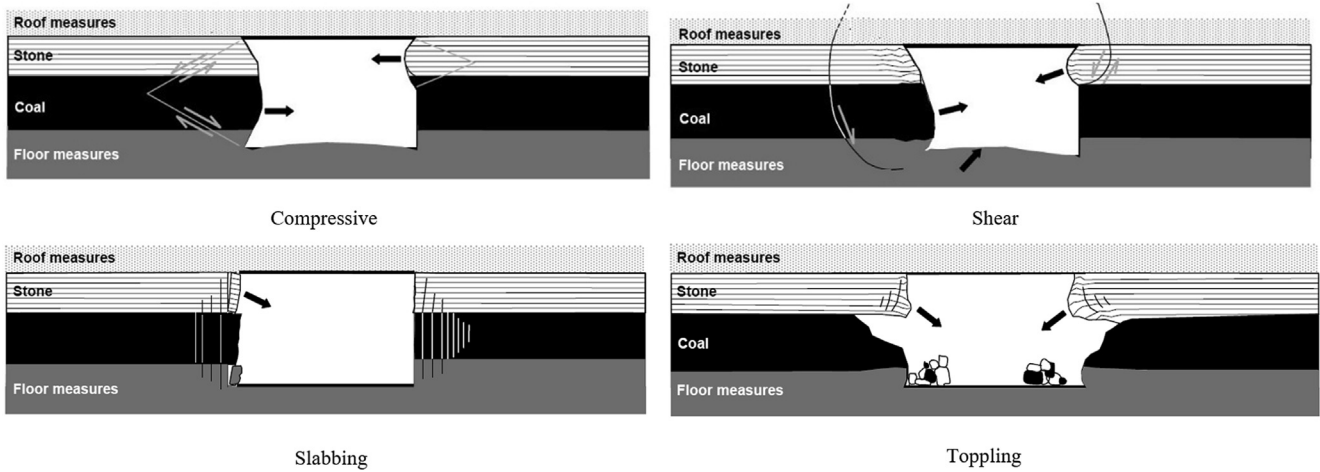 Roof measures
Stone
Coal
Floor measures
Compressive
Roof measures
Stone
Coal
Floor measures
Shear
Roof measures
Stone
Coal
Floor measures
Slabbing
Roof measures
Stone
Coal
Floor measures
Toppling